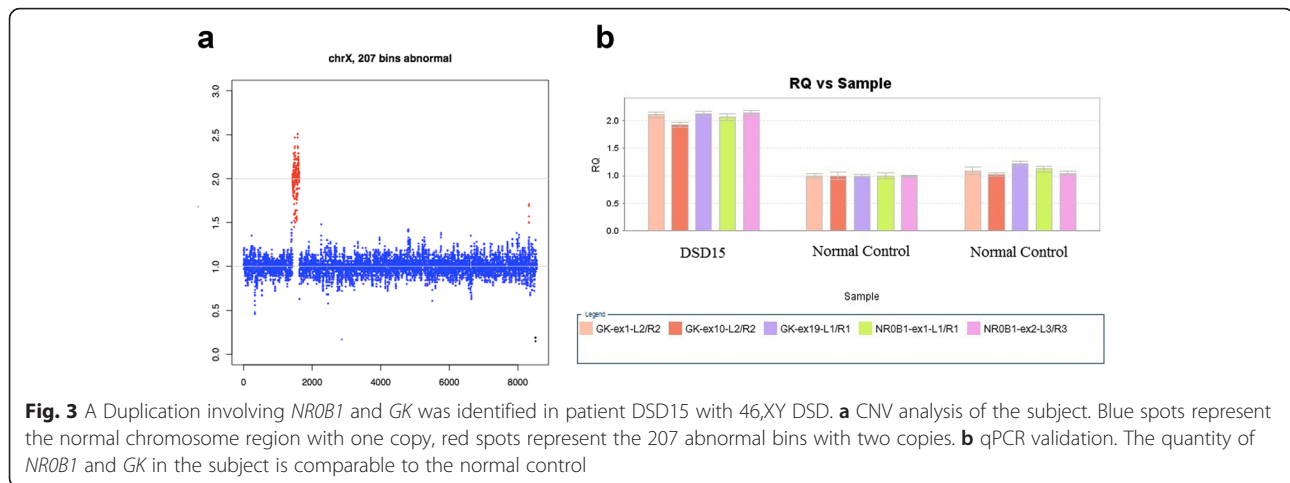 a
chrX, 207 bins abnormal
3.0
2.5
2.0
1.5
1.0
0.5
0.0
0 2000 4000 6000 8000
b
RQ vs Sample
RQ
2.0
1.5
1.0
0.5
0.0
DSD15 Normal Control Normal Control
Sample
Legend
GK-ex1-L2/R2 GK-ex10-L2/R2 GK-ex19-L1/R1 NR0B1-ex1-L1/R1 NR0B1-ex2-L3/R3
Fig. 3 A Duplication involving NR0B1 and GK was identified in patient DSD15 with 46,XY DSD. a CNV analysis of the subject. Blue spots represent
the normal chromosome region with one copy, red spots represent the 207 abnormal bins with two copies. b qPCR validation. The quantity of
NR0B1 and GK in the subject is comparable to the normal control